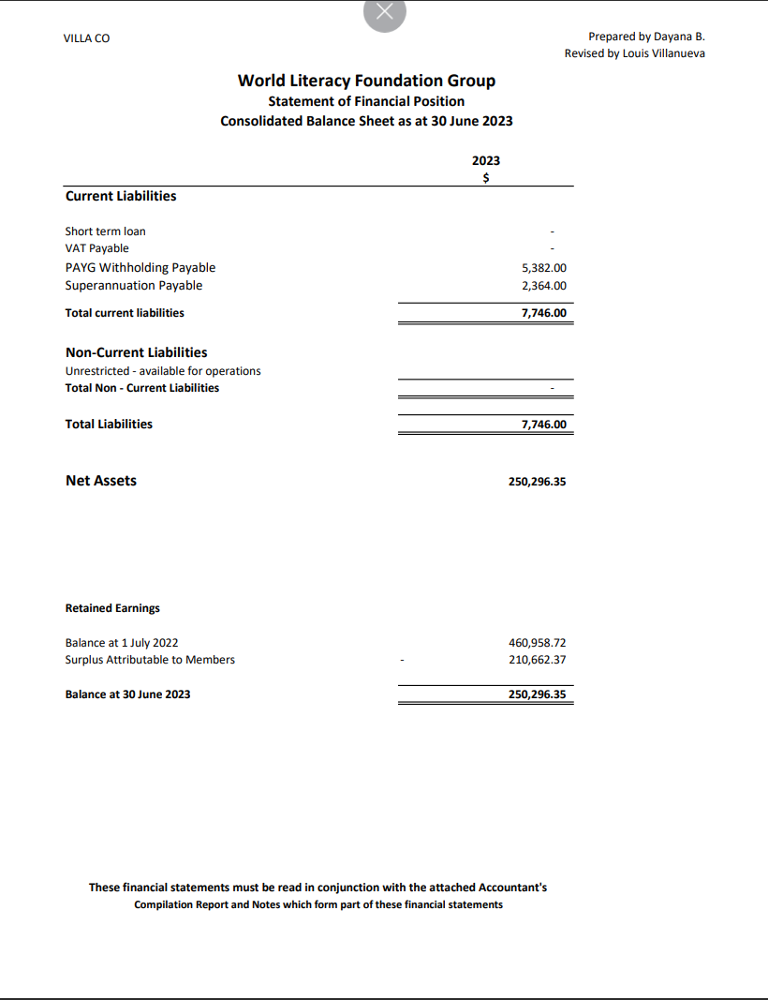 VILLA CO
Prepared by Dayana B.
Revised by Louis Villanueva
World Literacy Foundation Group
Statement of Financial Position
Consolidated Balance Sheet as at 30 June 2023
2023
$
Current Liabilities
Short term loan -
VAT Payable -
PAYG Withholding Payable 5,382.00
Superannuation Payable 2,364.00
Total current liabilities 7,746.00
Non-Current Liabilities
Unrestricted - available for operations
Total Non - Current Liabilities -
Total Liabilities 7,746.00
Net Assets 250,296.35
Retained Earnings
Balance at 1 July 2022 460,958.72
Surplus Attributable to Members - 210,662.37
Balance at 30 June 2023 250,296.35
These financial statements must be read in conjunction with the attached Accountant's
Compilation Report and Notes which form part of these financial statements